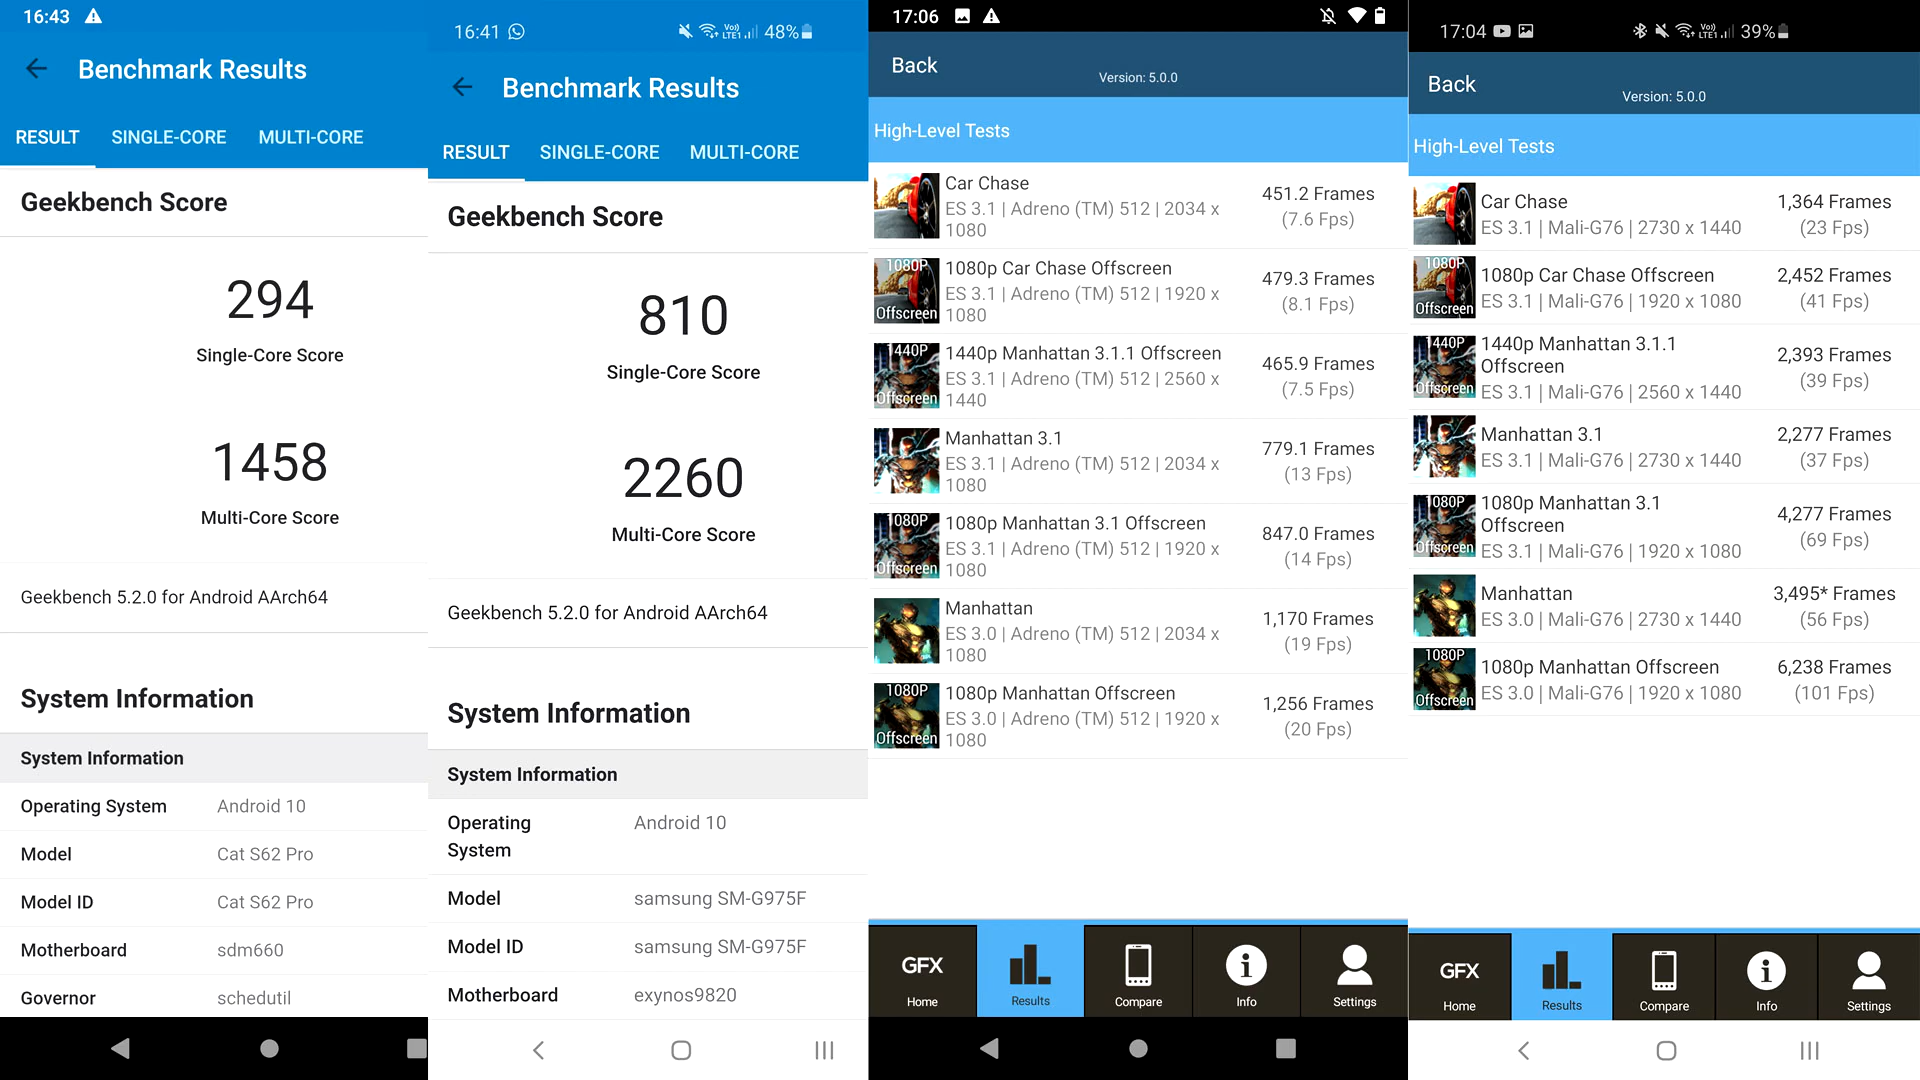 16:43
Benchmark Results
RESULT SINGLE-CORE MULTI-CORE
Geekbench Score
294
Single-Core Score
1458
Multi-Core Score
Geekbench 5.2.0 for Android AArch64
System Information
System Information
Operating System Android 10
Model Cat S62 Pro
Model ID Cat S62 Pro
Motherboard sdm660
Governor schedutil
16:41 Vo) LTE1 48%
Benchmark Results
RESULT SINGLE-CORE MULTI-CORE
Geekbench Score
810
Single-Core Score
2260
Multi-Core Score
Geekbench 5.2.0 for Android AArch64
System Information
System Information
Operating Android 10
System
Model samsung SM-G975F
Model ID samsung SM-G975F
Motherboard exynos9820
17:06
Back
Version: 5.0.0
High-Level Tests
Car Chase
ES 3.1 | Adreno (TM) 512 | 2034 x
1080
451.2 Frames
(7.6 Fps)
1080P
Offscreen
1080p Car Chase Offscreen
ES 3.1 | Adreno (TM) 512 | 1920 x
1080
479.3 Frames
(8.1 Fps)
1440P
Offscreen
1440p Manhattan 3.1.1 Offscreen
ES 3.1 | Adreno (TM) 512 | 2560 x
1440
465.9 Frames
(7.5 Fps)
Manhattan 3.1
ES 3.1 | Adreno (TM) 512 | 2034 x
1080
779.1 Frames
(13 Fps)
1080P
Offscreen
1080p Manhattan 3.1 Offscreen
ES 3.1 | Adreno (TM) 512 | 1920 x
1080
847.0 Frames
(14 Fps)
Manhattan
ES 3.0 | Adreno (TM) 512 | 2034 x
1080
1,170 Frames
(19 Fps)
1080P
Offscreen
1080p Manhattan Offscreen
ES 3.0 | Adreno (TM) 512 | 1920 x
1080
1,256 Frames
(20 Fps)
GFX
Home Results Compare Info Settings
17:04 Vo) LTE1 39%
Back
Version: 5.0.0
High-Level Tests
Car Chase
ES 3.1 | Mali-G76 | 2730 x 1440
1,364 Frames
(23 Fps)
1080P
Offscreen
1080p Car Chase Offscreen
ES 3.1 | Mali-G76 | 1920 x 1080
2,452 Frames
(41 Fps)
1440P
Offscreen
1440p Manhattan 3.1.1
Offscreen
ES 3.1 | Mali-G76 | 2560 x 1440
2,393 Frames
(39 Fps)
Manhattan 3.1
ES 3.1 | Mali-G76 | 2730 x 1440
2,277 Frames
(37 Fps)
1080P
Offscreen
1080p Manhattan 3.1
Offscreen
ES 3.1 | Mali-G76 | 1920 x 1080
4,277 Frames
(69 Fps)
Manhattan
ES 3.0 | Mali-G76 | 2730 x 1440
3,495* Frames
(56 Fps)
1080P
Offscreen
1080p Manhattan Offscreen
ES 3.0 | Mali-G76 | 1920 x 1080
6,238 Frames
(101 Fps)
GFX
Home Results Compare Info Settings